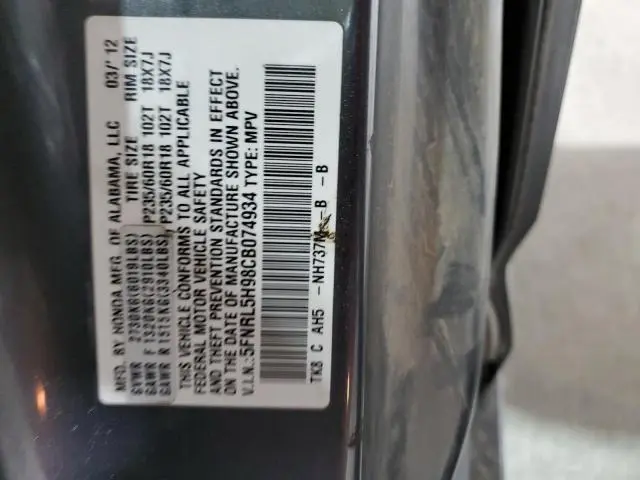 MFD. BY HONDA MFG. OF ALABAMA, LLC 03/'12
GVWR 2730KG(6019LBS) TIRE SIZE RIM SIZE
GAWR F 1320KG(2910LBS) P235/60R18 102T 18X7J
GAWR R 1515KG(3340LBS) P235/60R18 102T 18X7J
THIS VEHICLE CONFORMS TO ALL APPLICABLE
FEDERAL MOTOR VEHICLE SAFETY
AND THEFT PREVENTION STANDARDS IN EFFECT
ON THE DATE OF MANUFACTURE SHOWN ABOVE.
V.I.N.: 5FNRL5H98CB074934 TYPE: MPV
TK8 C AH5 -NH737M -B -B